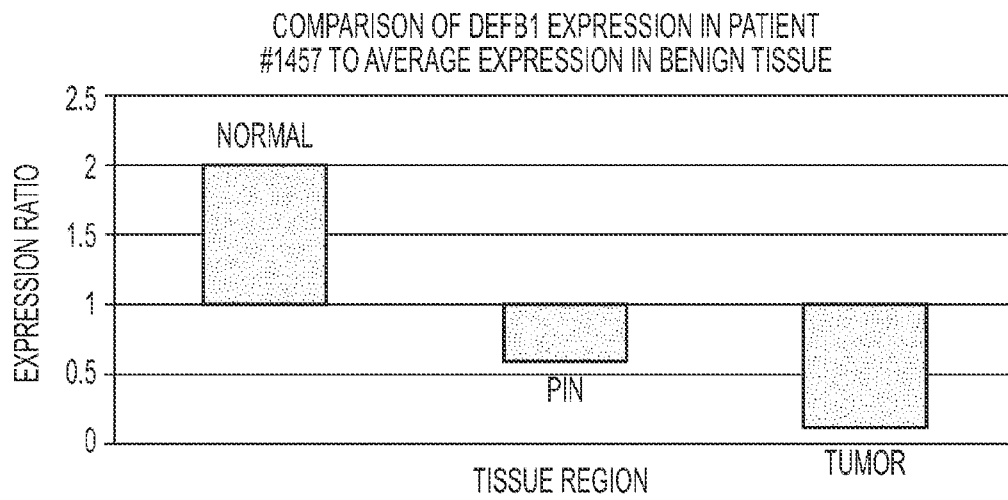 COMPARISON OF DEFB1 EXPRESSION IN PATIENT
#1457 TO AVERAGE EXPRESSION IN BENIGN TISSUE
EXPRESSION RATIO
2.5
2
1.5
1
0.5
0
NORMAL
PIN
TUMOR
TISSUE REGION